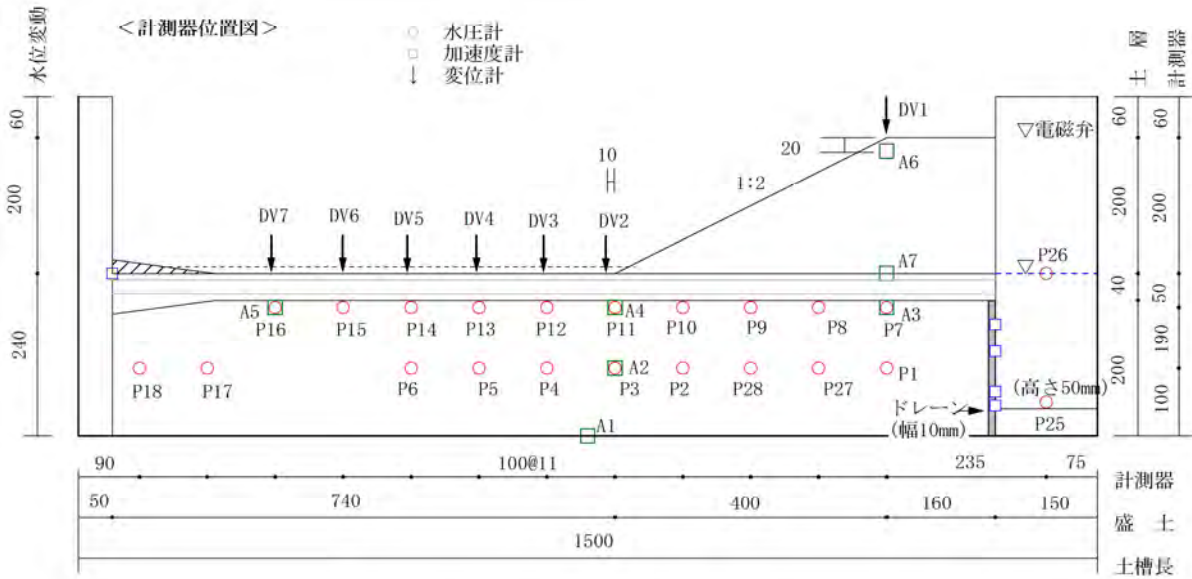 ＜計測器位置図＞
○ 水圧計
□ 加速度計
↓ 変位計
水位変動
60
200
240
土層
計測器
60
200
40
200
60
200
50
190
100
DV1
▽電磁弁
20
A6
10
1:2
DV7
DV6
DV5
DV4
DV3
DV2
A7
▽
P26
A5
P16
P15
P14
P13
P12
A4
P11
P10
P9
P8
A3
P7
P18
P17
P6
P5
P4
A2
P3
P2
P28
P27
P1
(高さ50mm)
ドレーン
(幅10mm)
P25
A1
90
100@11
235
75
計測器
50
740
400
160
150
盛 土
1500
土槽長